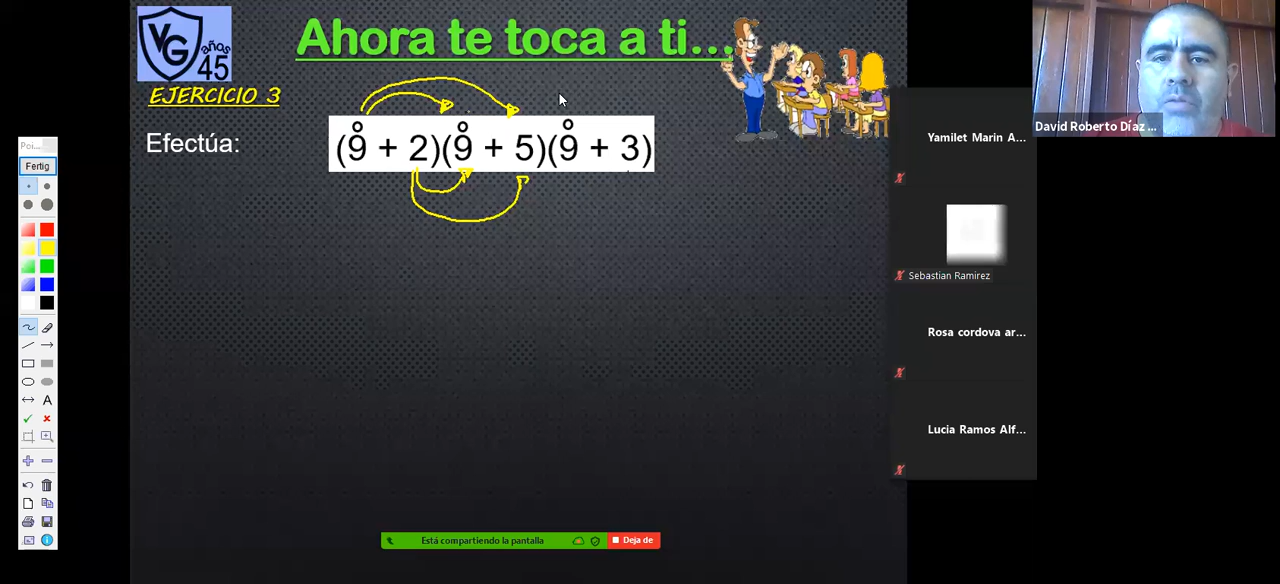 VG
años
45
Ahora te toca a ti...
EJERCICIO 3
Efectúa:
(9̊ + 2)(9̊ + 5)(9̊ + 3)
Poi...
Fertig
A
David Roberto Díaz ...
Yamilet Marin A...
Sebastian Ramirez
Rosa cordova ar...
Lucia Ramos Alf...
Está compartiendo la pantalla
Deja de